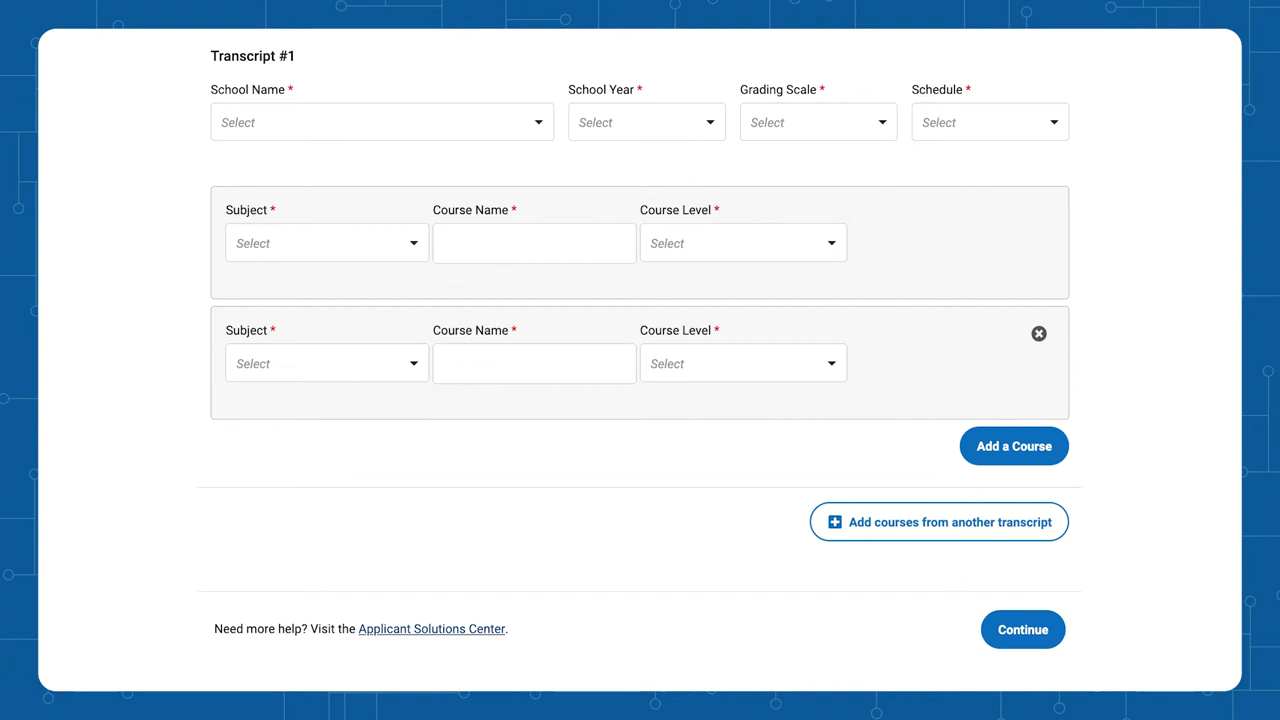 Transcript #1
School Name * School Year * Grading Scale * Schedule *
Select Select Select Select
Subject * Course Name * Course Level *
Select Select
Subject * Course Name * Course Level *
Select Select
Add a Course
Add courses from another transcript
Need more help? Visit the Applicant Solutions Center.
Continue